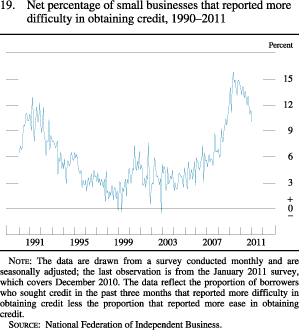 19. Net percentage of small businesses that reported more
difficulty in obtaining credit, 1990–2011
Percent
15
12
9
6
3
+
0
–
1991 1995 1999 2003 2007 2011
NOTE: The data are drawn from a survey conducted monthly and are
seasonally adjusted; the last observation is from the January 2011 survey,
which covers December 2010. The data reflect the proportion of borrowers
who sought credit in the past three months that reported more difficulty in
obtaining credit less the proportion that reported more ease in obtaining
credit.
SOURCE: National Federation of Independent Business.